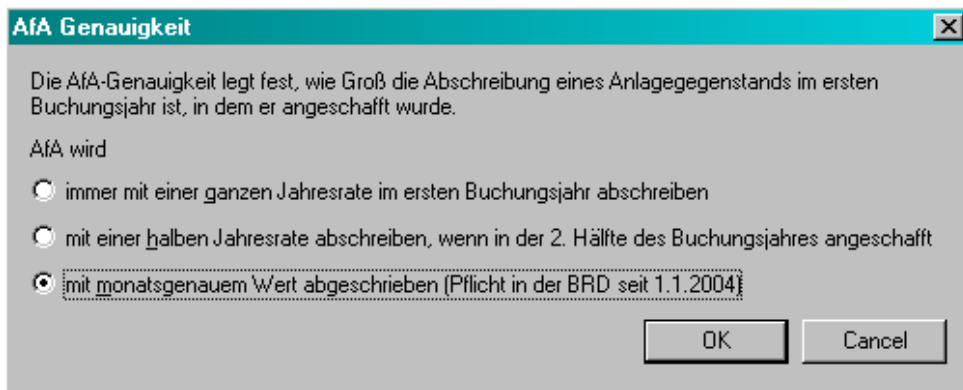 AfA Genauigkeit
Die AfA-Genauigkeit legt fest, wie Groß die Abschreibung eines Anlagegegenstands im ersten
Buchungsjahr ist, in dem er angeschafft wurde.
AfA wird
immer mit einer ganzen Jahresrate im ersten Buchungsjahr abschreiben
mit einer halben Jahresrate abschreiben, wenn in der 2. Hälfte des Buchungsjahres angeschafft
mit monatsgenauem Wert abgeschrieben (Pflicht in der BRD seit 1.1.2004)
OK Cancel